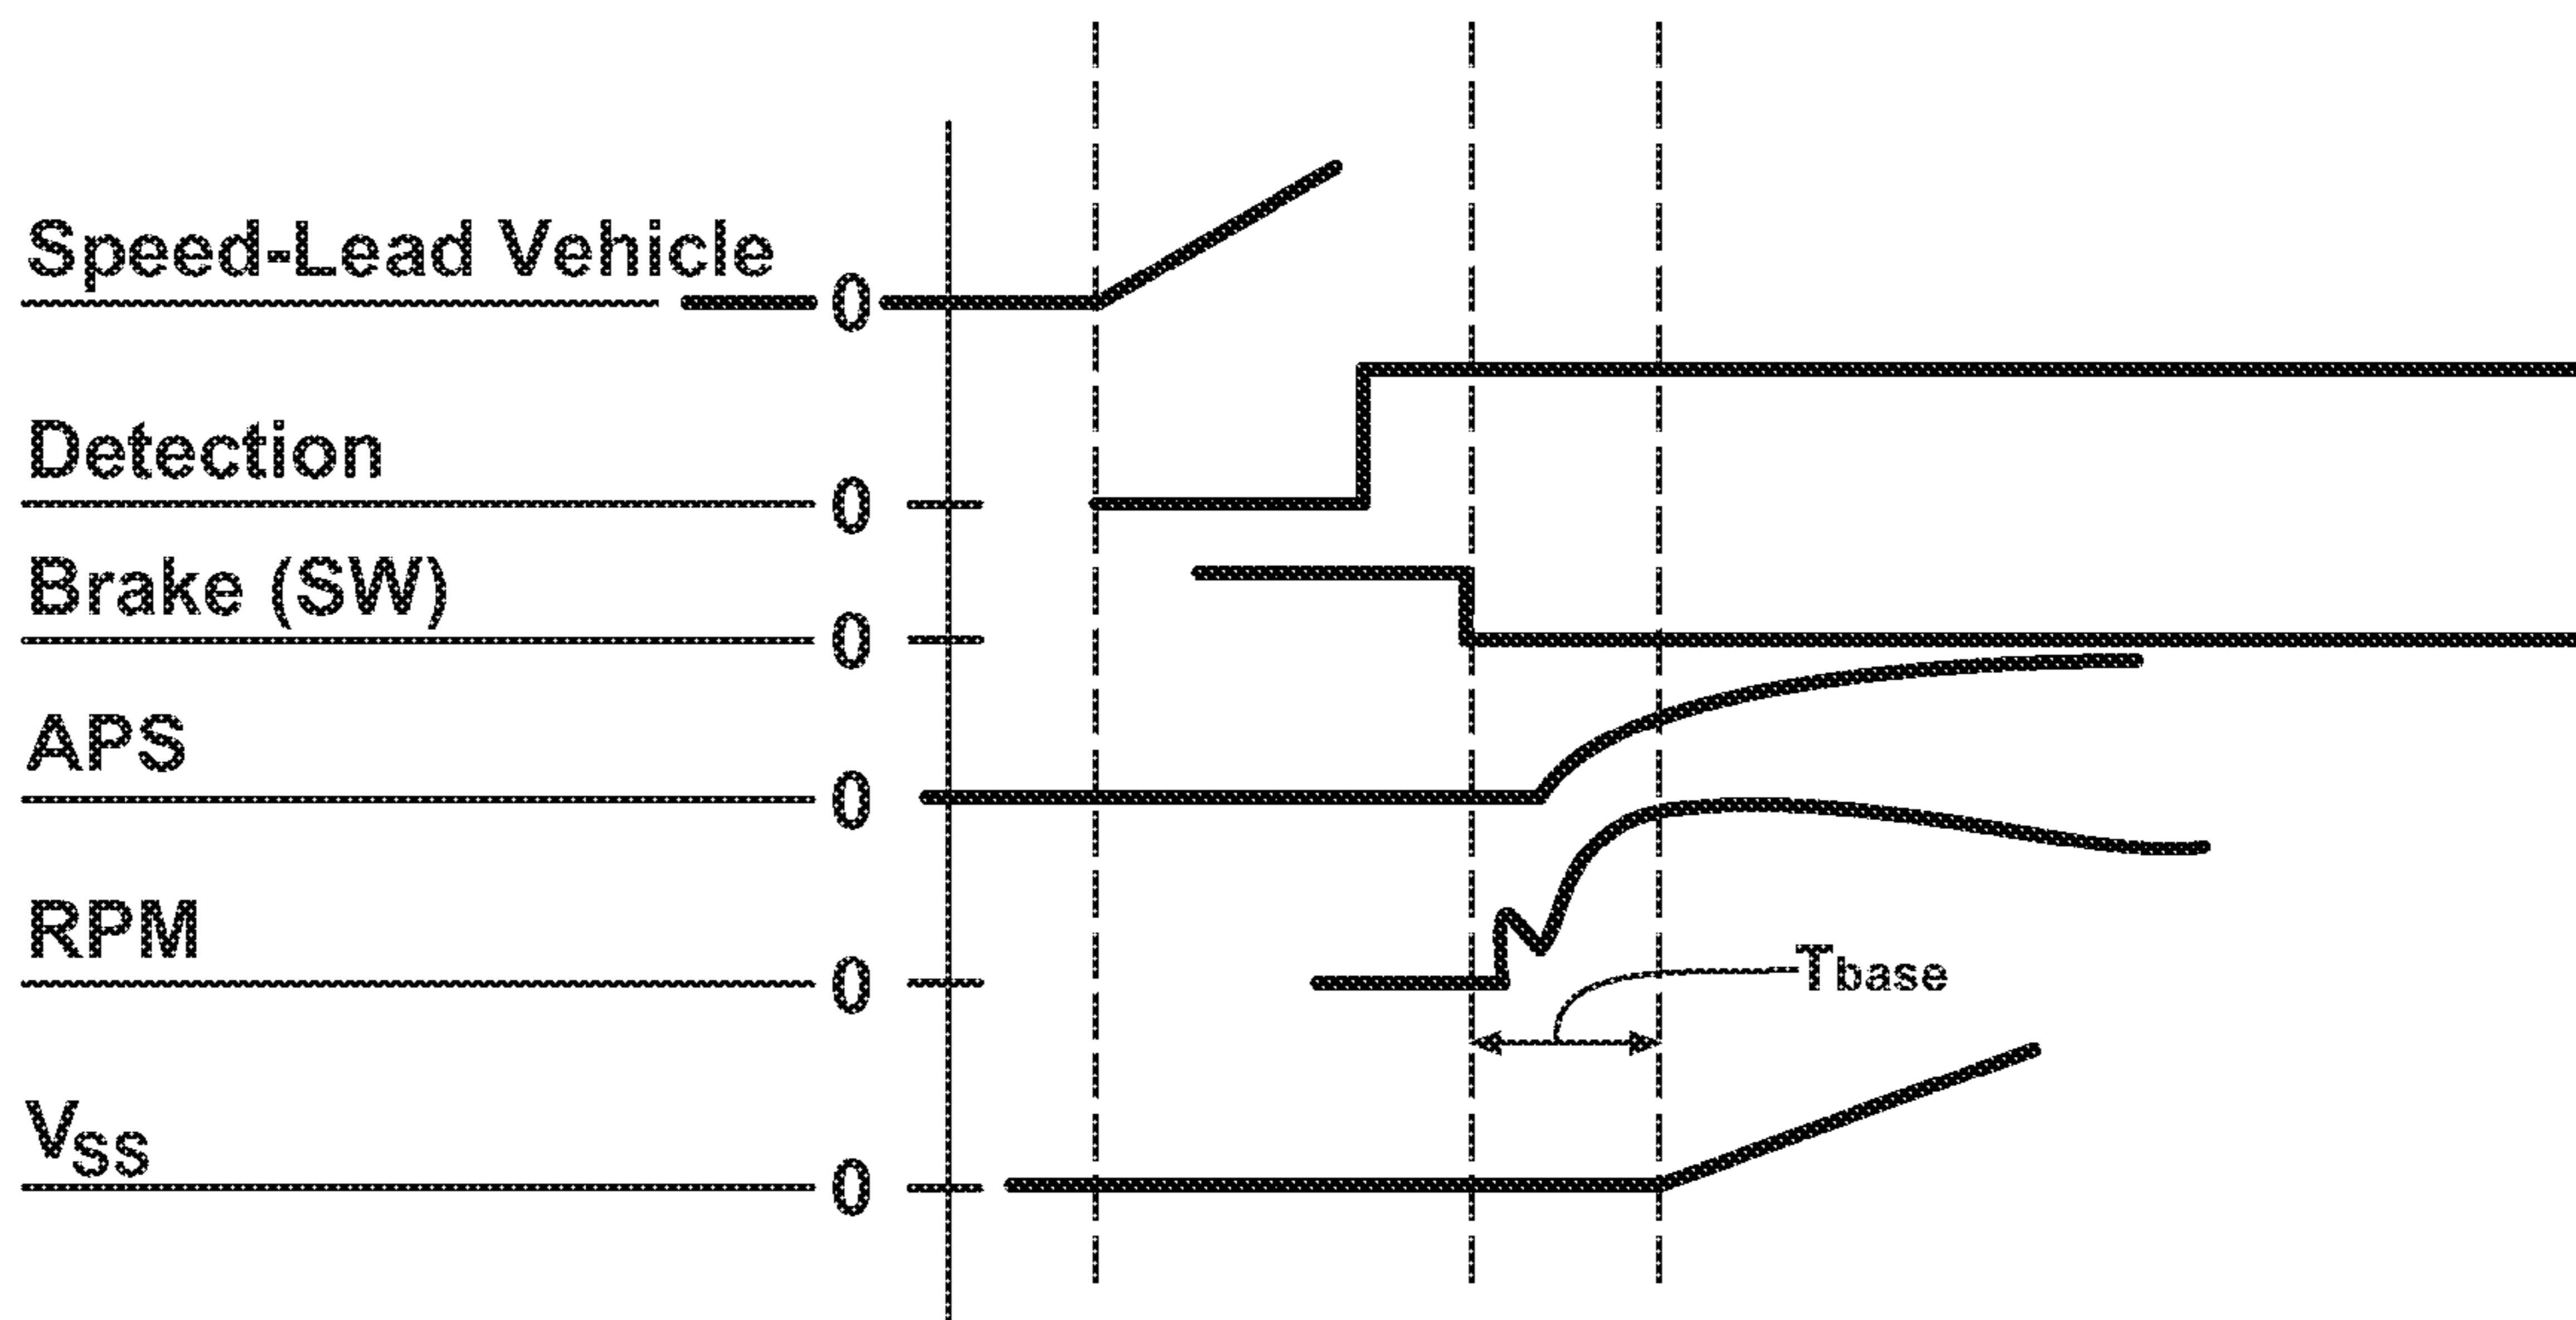 Speed-Lead Vehicle
0
Detection
0
Brake (SW)
0
APS
0
RPM
0
Tbase
VSS
0